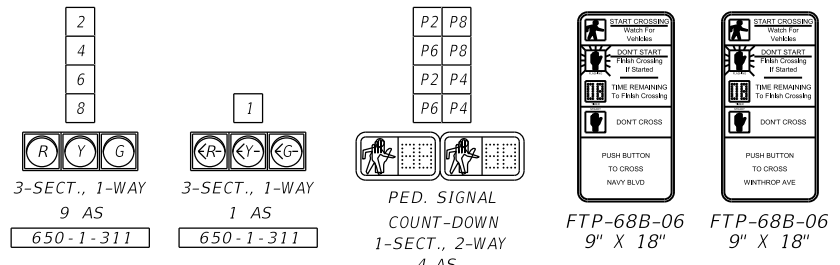 2
4
6
8
R Y G
3-SECT., 1-WAY
9 AS
650-1-311
1
R Y G
3-SECT., 1-WAY
1 AS
650-1-311
P2 P8
P6 P8
P2 P4
P6 P4
PED. SIGNAL
COUNT-DOWN
1-SECT., 2-WAY
4 AS
START CROSSING
Watch For
Vehicles
DON'T START
Finish Crossing
If Started
TIME REMAINING
To Finish Crossing
DON'T CROSS
PUSH BUTTON
TO CROSS
NAVY BLVD
FTP-68B-06
9" X 18"
START CROSSING
Watch For
Vehicles
DON'T START
Finish Crossing
If Started
TIME REMAINING
To Finish Crossing
DON'T CROSS
PUSH BUTTON
TO CROSS
WINTHROP AVE
FTP-68B-06
9" X 18"